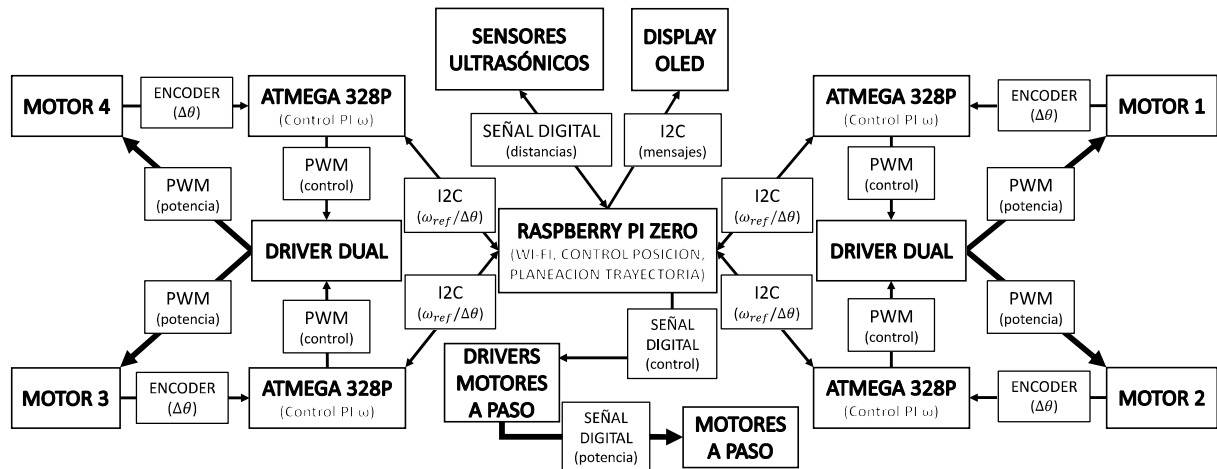 SENSORES
ULTRASÓNICOS
DISPLAY
OLED
MOTOR 4
ENCODER
(Δθ)
ATMEGA 328P
(Control PI ω)
ATMEGA 328P
(Control PI ω)
ENCODER
(Δθ)
MOTOR 1
SEÑAL DIGITAL
(distancias)
I2C
(mensajes)
PWM
(potencia)
PWM
(control)
I2C
(ω_ref/Δθ)
I2C
(ω_ref/Δθ)
PWM
(control)
PWM
(potencia)
DRIVER DUAL
RASPBERRY PI ZERO
(WI-FI, CONTROL POSICION,
PLANEACION TRAYECTORIA)
DRIVER DUAL
PWM
(potencia)
PWM
(control)
I2C
(ω_ref/Δθ)
SEÑAL
DIGITAL
(control)
I2C
(ω_ref/Δθ)
PWM
(control)
PWM
(potencia)
MOTOR 3
ENCODER
(Δθ)
ATMEGA 328P
(Control PI ω)
DRIVERS
MOTORES
A PASO
ATMEGA 328P
(Control PI ω)
ENCODER
(Δθ)
MOTOR 2
SEÑAL
DIGITAL
(potencia)
MOTORES
A PASO